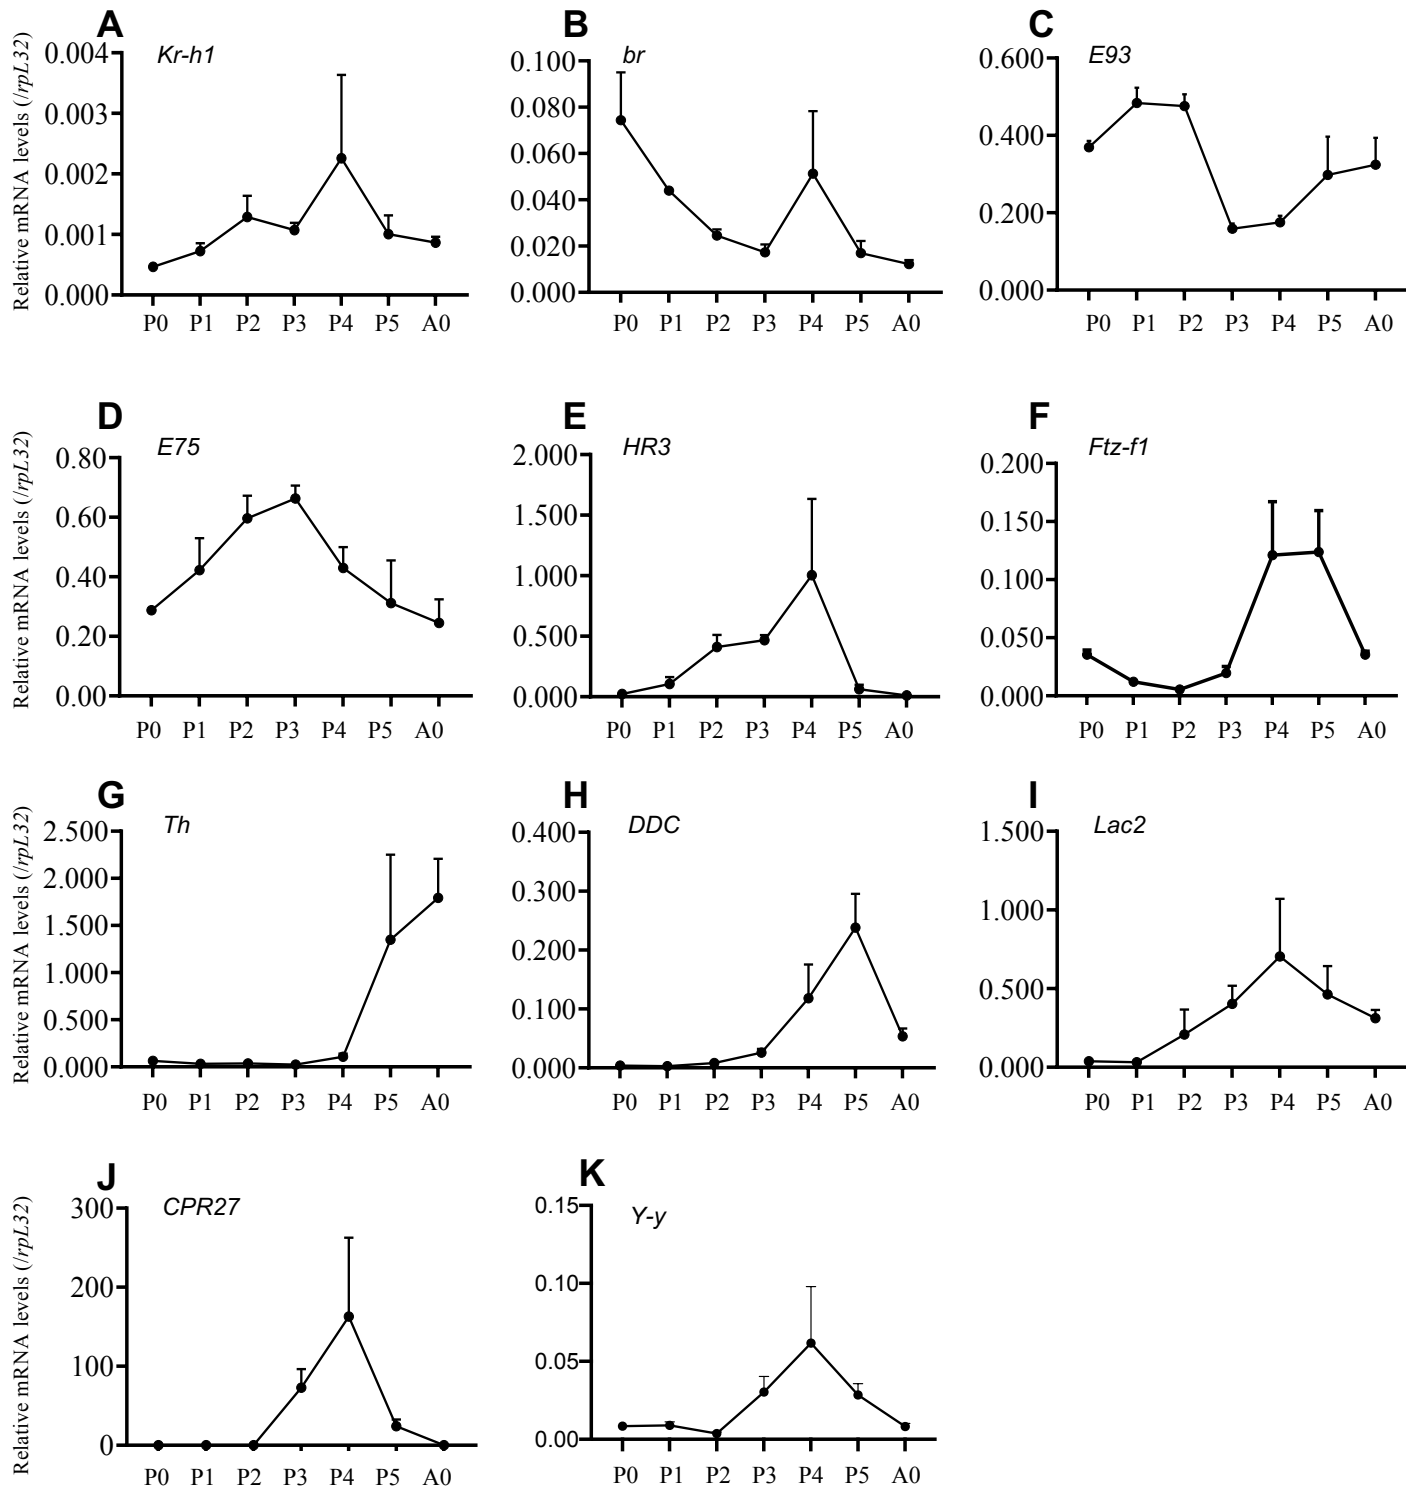 A
Kr-h1
Relative mRNA levels (/rpL32)
0.004
0.003
0.002
0.001
0.000
P0 P1 P2 P3 P4 P5 A0
B
br
0.100
0.080
0.060
0.040
0.020
0.000
P0 P1 P2 P3 P4 P5 A0
C
E93
0.600
0.400
0.200
0.000
P0 P1 P2 P3 P4 P5 A0
D
E75
Relative mRNA levels (/rpL32)
0.80
0.60
0.40
0.20
0.00
P0 P1 P2 P3 P4 P5 A0
E
HR3
2.000
1.500
1.000
0.500
0.000
P0 P1 P2 P3 P4 P5 A0
F
Ftz-f1
0.200
0.150
0.100
0.050
0.000
P0 P1 P2 P3 P4 P5 A0
G
Th
Relative mRNA levels (/rpL32)
2.500
2.000
1.500
1.000
0.500
0.000
P0 P1 P2 P3 P4 P5 A0
H
DDC
0.400
0.300
0.200
0.100
0.000
P0 P1 P2 P3 P4 P5 A0
I
Lac2
1.500
1.000
0.500
0.000
P0 P1 P2 P3 P4 P5 A0
J
CPR27
Relative mRNA levels (/rpL32)
300
200
100
0
P0 P1 P2 P3 P4 P5 A0
K
Y-y
0.15
0.10
0.05
0.00
P0 P1 P2 P3 P4 P5 A0